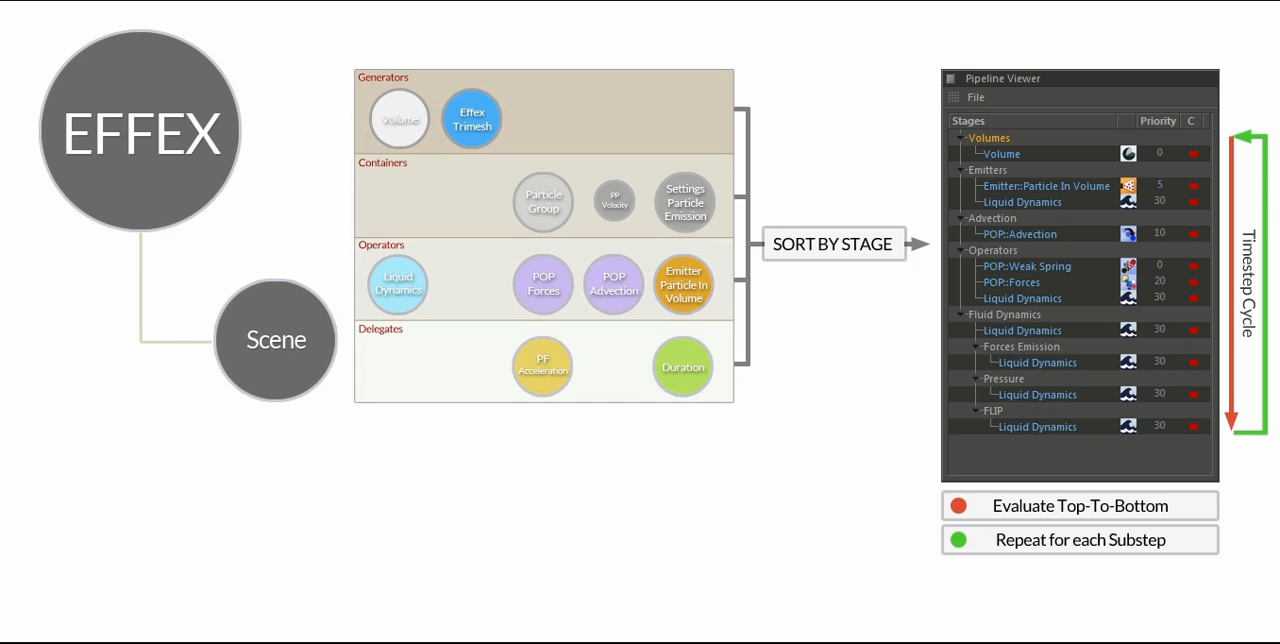 EFFEX
Scene
Generators
Volume
Effex
Trimesh
Containers
Particle
Group
PP
Velocity
Settings
Particle
Emission
Operators
Liquid
Dynamics
POP
Forces
POP
Advection
Emitter
Particle In
Volume
Delegates
PF
Acceleration
Duration
SORT BY STAGE
Pipeline Viewer
File
Stages Priority C
Volumes
Volume 0
Emitters
Emitter::Particle In Volume 5
Liquid Dynamics 30
Advection
POP::Advection 10
Operators
POP::Weak Spring 0
POP::Forces 20
Liquid Dynamics 30
Fluid Dynamics
Liquid Dynamics 30
Forces Emission
Liquid Dynamics 30
Pressure
Liquid Dynamics 30
FLIP
Liquid Dynamics 30
Timestep Cycle
Evaluate Top-To-Bottom
Repeat for each Substep